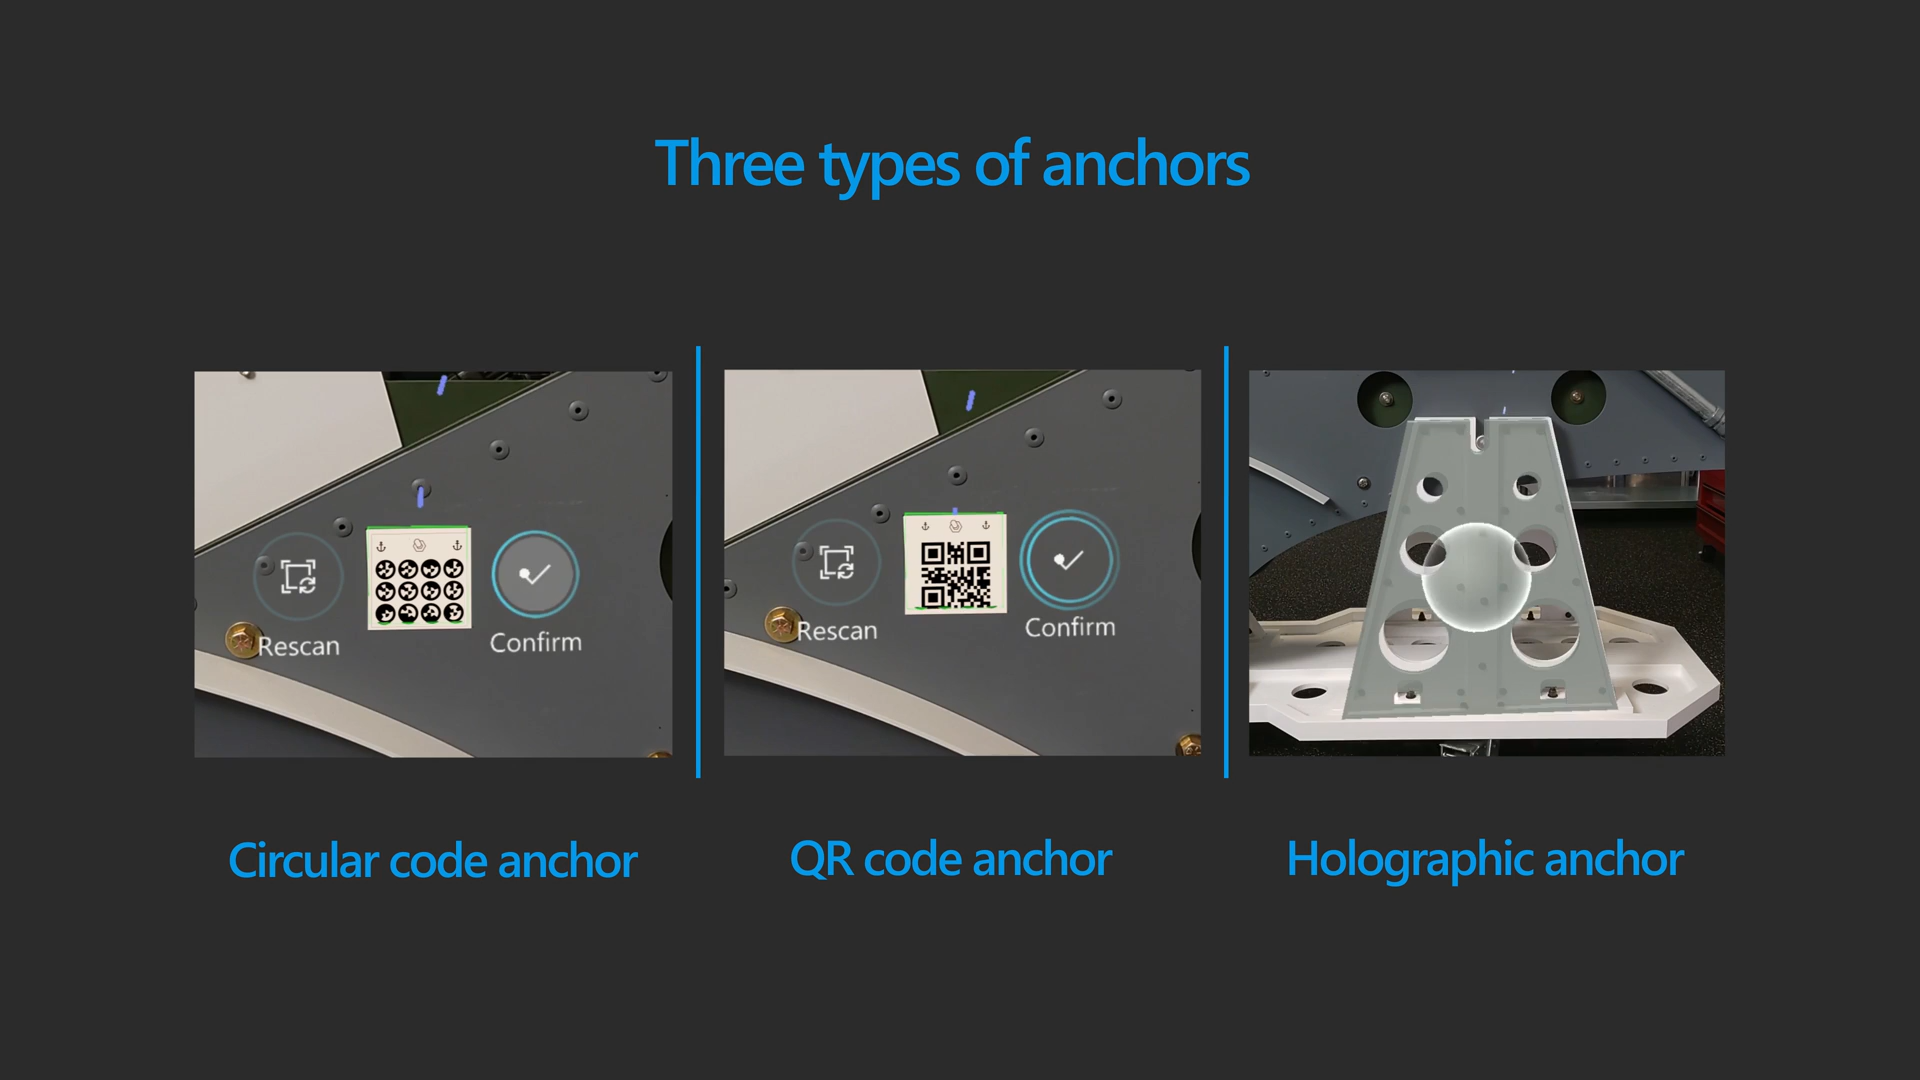 Three types of anchors
Rescan
Confirm
Rescan
Confirm
Circular code anchor
QR code anchor
Holographic anchor